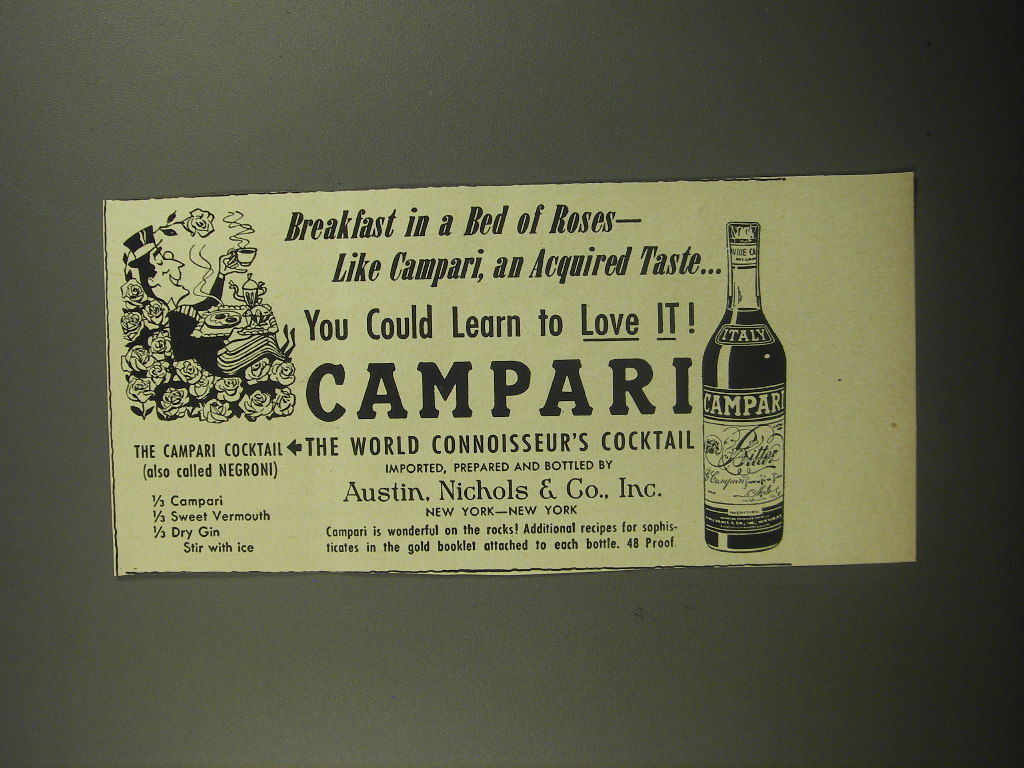 Breakfast in a Bed of Roses—
Like Campari, an Acquired Taste...
You Could Learn to Love IT!
CAMPARI
THE WORLD CONNOISSEUR'S COCKTAIL
IMPORTED, PREPARED AND BOTTLED BY
Austin, Nichols & Co., Inc.
NEW YORK—NEW YORK
Campari is wonderful on the rocks! Additional recipes for sophis-
ticates in the gold booklet attached to each bottle. 48 Proof.
THE CAMPARI COCKTAIL
(also called NEGRONI)
⅓ Campari
⅓ Sweet Vermouth
⅓ Dry Gin
Stir with ice
ITALY
CAMPARI
Bitter